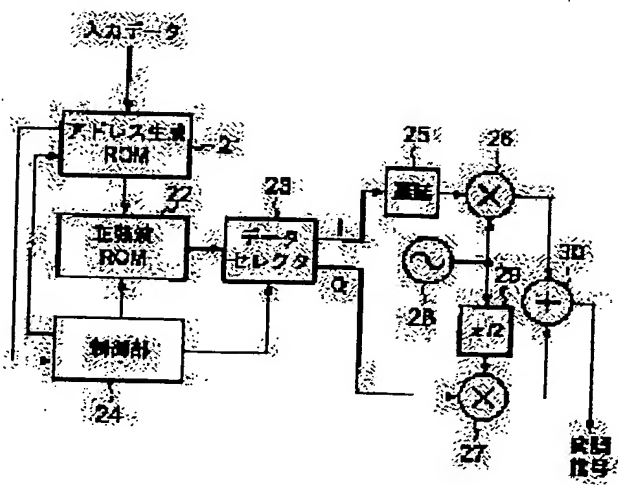 入力データ
アドレス生成
ROM
2
22
正弦波
ROM
23
データ
セレクタ
I
Q
制御部
24
25
遅延
26
28
29
π/2
27
30
変調
信号